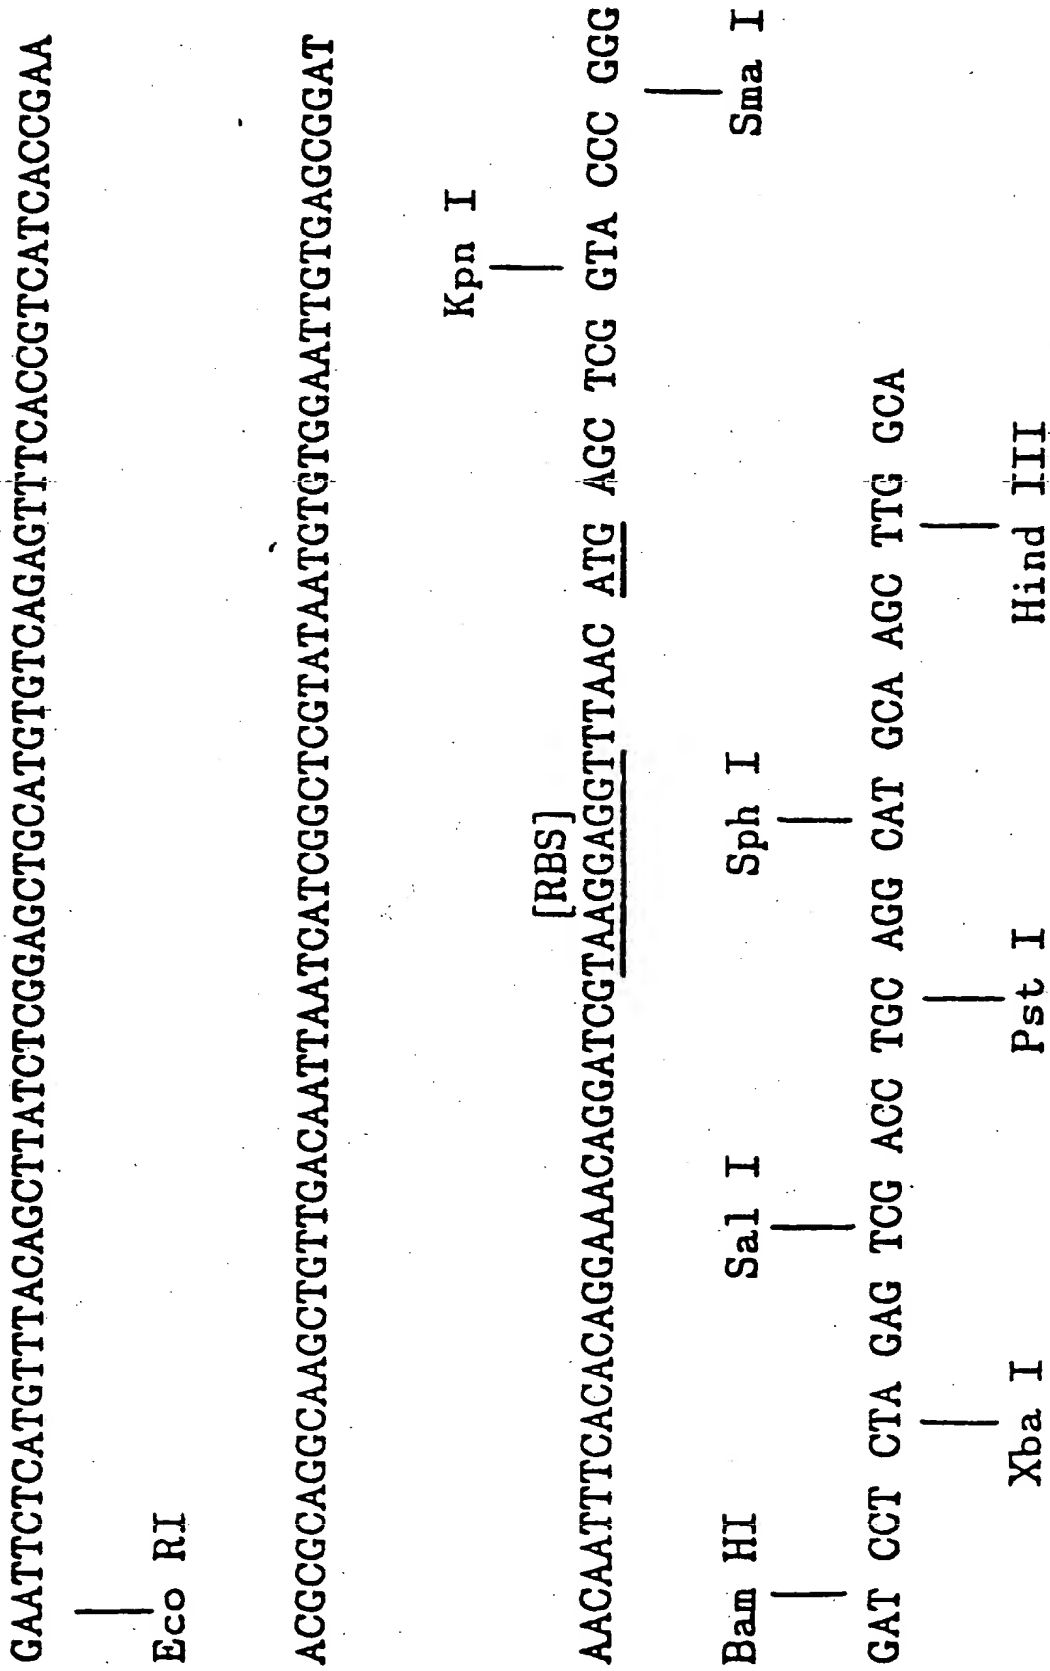 GAATTCTCATGTTTACAGCTTATCTCGGAGCTGCATGTGTCAGAGTTTCACCGTCATCACCGAA
Eco RI
ACGCGCAGGCAAGCTGTTGACAATTAATCATCGGCTCGTATAATGTGTGGAATTGTGAGCGGAT
Kpn I
[RBS]
AACAATTTCACACAGGAAACAGGATCGTAAGGAGGTTTAAC ATG AGC TCG GTA CCC GGG
Sma I
Bam HI Sal I Sph I
GAT CCT CTA GAG TCG ACC TGC AGG CAT GCA AGC TTG GCA
Xba I Pst I Hind III